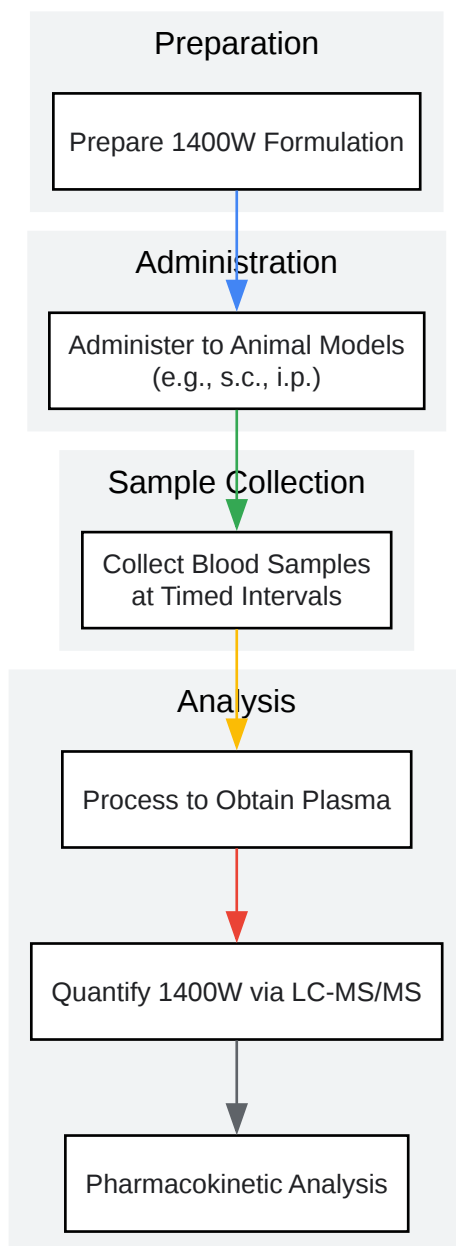 Preparation
Prepare 1400W Formulation
Administration
Administer to Animal Models
(e.g., s.c., i.p.)
Sample Collection
Collect Blood Samples
at Timed Intervals
Analysis
Process to Obtain Plasma
Quantify 1400W via LC-MS/MS
Pharmacokinetic Analysis